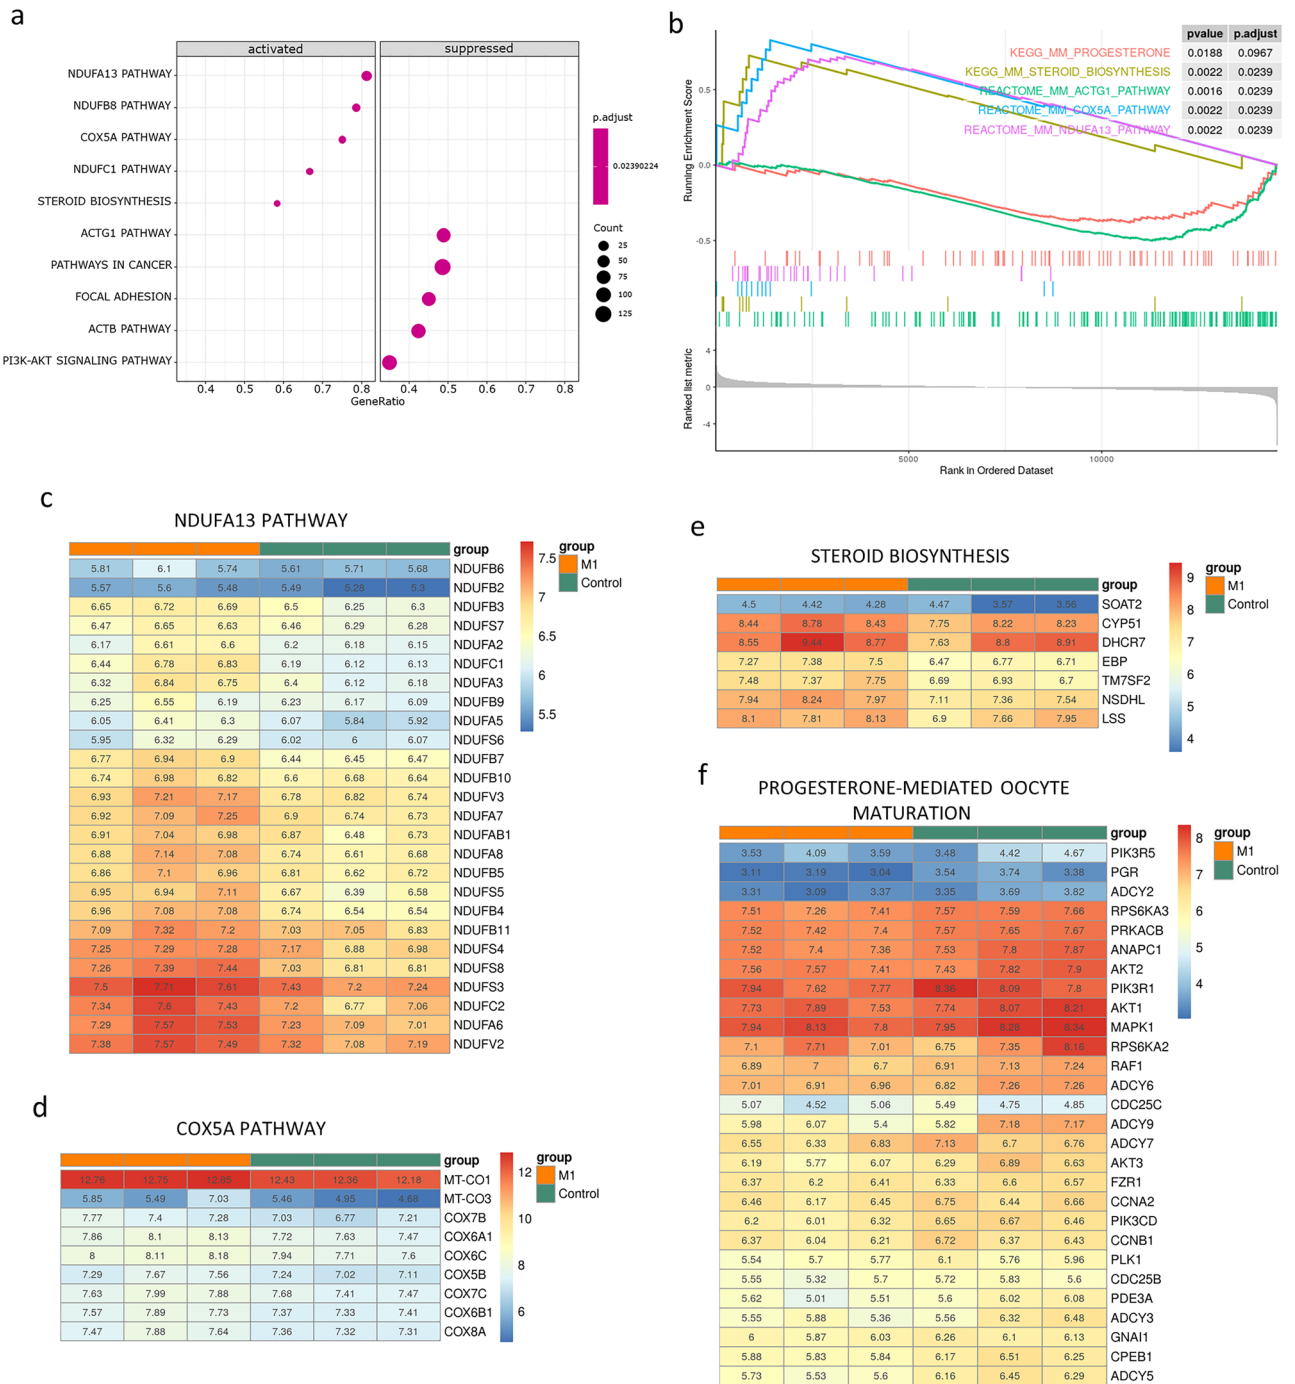 a
activated
suppressed
NDUFA13 PATHWAY
NDUFB8 PATHWAY
COX5A PATHWAY
NDUFC1 PATHWAY
STEROID BIOSYNTHESIS
ACTG1 PATHWAY
PATHWAYS IN CANCER
FOCAL ADHESION
ACTB PATHWAY
PI3K-AKT SIGNALING PATHWAY
0.4 0.5 0.6 0.7 0.8 0.4 0.5 0.6 0.7 0.8
GeneRatio
p.adjust
0.02390224
Count
25
50
75
100
125
b
pvalue p.adjust
KEGG_MM_PROGESTERONE 0.0188 0.0967
KEGG_MM_STEROID_BIOSYNTHESIS 0.0022 0.0239
REACTOME_MM_ACTG1_PATHWAY 0.0016 0.0239
REACTOME_MM_COX5A_PATHWAY 0.0022 0.0239
REACTOME_MM_NDUFA13_PATHWAY 0.0022 0.0239
Running Enrichment Score
0.5
0.0
-0.5
Ranked list metric
4
0
-4
5000 10000
Rank in Ordered Dataset
c
NDUFA13 PATHWAY
group
5.81 6.1 5.74 5.61 5.71 5.68 NDUFB6
5.57 5.6 5.48 5.49 5.28 5.3 NDUFB2
6.65 6.72 6.69 6.5 6.25 6.3 NDUFB3
6.47 6.65 6.63 6.46 6.29 6.28 NDUFS7
6.17 6.61 6.6 6.2 6.18 6.15 NDUFA2
6.44 6.78 6.83 6.19 6.12 6.13 NDUFC1
6.32 6.84 6.75 6.4 6.12 6.18 NDUFA3
6.25 6.55 6.19 6.23 6.17 6.09 NDUFB9
6.05 6.41 6.3 6.07 5.84 5.92 NDUFA5
5.95 6.32 6.29 6.02 6 6.07 NDUFS6
6.77 6.94 6.9 6.44 6.45 6.47 NDUFB7
6.74 6.98 6.82 6.6 6.68 6.64 NDUFB10
6.93 7.21 7.17 6.78 6.82 6.74 NDUFV3
6.92 7.09 7.25 6.9 6.74 6.73 NDUFA7
6.91 7.04 6.98 6.87 6.48 6.73 NDUFAB1
6.88 7.14 7.08 6.74 6.61 6.68 NDUFA8
6.86 7.1 6.96 6.81 6.62 6.72 NDUFB5
6.95 6.94 7.11 6.67 6.39 6.58 NDUFS5
6.96 7.08 7.08 6.74 6.54 6.54 NDUFB4
7.09 7.32 7.2 7.03 7.05 6.83 NDUFB11
7.25 7.29 7.28 7.17 6.88 6.98 NDUFS4
7.26 7.39 7.44 7.03 6.81 6.81 NDUFS8
7.5 7.71 7.61 7.43 7.2 7.24 NDUFS3
7.34 7.6 7.43 7.2 6.77 7.06 NDUFC2
7.29 7.57 7.53 7.23 7.09 7.01 NDUFA6
7.38 7.57 7.49 7.32 7.08 7.19 NDUFV2
7.5
7
6.5
6
5.5
group
M1
Control
d
COX5A PATHWAY
group
12.76 12.75 12.85 12.43 12.36 12.18 MT-CO1
5.85 5.49 7.03 5.46 4.95 4.68 MT-CO3
7.77 7.4 7.28 7.03 6.77 7.21 COX7B
7.86 8.1 8.13 7.72 7.63 7.47 COX6A1
8 8.11 8.18 7.94 7.71 7.6 COX6C
7.29 7.67 7.56 7.24 7.02 7.11 COX5B
7.63 7.99 7.88 7.68 7.41 7.47 COX7C
7.57 7.89 7.73 7.37 7.33 7.41 COX6B1
7.47 7.88 7.64 7.36 7.32 7.31 COX8A
12
10
8
6
group
M1
Control
e
STEROID BIOSYNTHESIS
group
4.5 4.42 4.28 4.47 3.57 3.56 SOAT2
8.44 8.78 8.43 7.75 8.22 8.23 CYP51
8.55 9.44 8.77 7.63 8.8 8.91 DHCR7
7.27 7.38 7.5 6.47 6.77 6.71 EBP
7.48 7.37 7.75 6.69 6.93 6.7 TM7SF2
7.94 8.24 7.97 7.11 7.36 7.54 NSDHL
8.1 7.81 8.13 6.9 7.66 7.95 LSS
9
8
7
6
5
4
group
M1
Control
f
PROGESTERONE-MEDIATED OOCYTE
MATURATION
group
3.53 4.09 3.59 3.48 4.42 4.67 PIK3R5
3.11 3.19 3.04 3.54 3.74 3.38 PGR
3.31 3.09 3.37 3.35 3.69 3.82 ADCY2
7.51 7.26 7.41 7.57 7.59 7.66 RPS6KA3
7.52 7.42 7.4 7.57 7.65 7.67 PRKACB
7.52 7.4 7.36 7.53 7.8 7.87 ANAPC1
7.56 7.57 7.41 7.43 7.82 7.9 AKT2
7.94 7.62 7.77 8.36 8.09 7.8 PIK3R1
7.73 7.89 7.53 7.74 8.07 8.21 AKT1
7.94 8.13 7.8 7.95 8.28 8.34 MAPK1
7.1 7.71 7.01 6.75 7.35 8.16 RPS6KA2
6.89 7 6.7 6.91 7.13 7.24 RAF1
7.01 6.91 6.96 6.82 7.26 7.26 ADCY6
5.07 4.52 5.06 5.49 4.75 4.85 CDC25C
5.98 6.07 5.4 5.82 7.18 7.17 ADCY9
6.55 6.33 6.83 7.13 6.7 6.76 ADCY7
6.19 5.77 6.07 6.29 6.89 6.63 AKT3
6.37 6.2 6.41 6.33 6.6 6.57 FZR1
6.46 6.17 6.45 6.75 6.44 6.66 CCNA2
6.2 6.01 6.32 6.65 6.67 6.46 PIK3CD
6.37 6.04 6.21 6.72 6.37 6.43 CCNB1
5.54 5.7 5.77 6.1 5.76 5.96 PLK1
5.55 5.32 5.7 5.72 5.83 5.6 CDC25B
5.62 5.01 5.51 5.6 6.02 6.08 PDE3A
5.55 5.88 5.36 5.56 6.32 6.48 ADCY3
6 5.87 6.03 6.26 6.1 6.13 GNAI1
5.88 5.83 5.84 6.17 6.51 6.25 CPEB1
5.73 5.53 5.6 6.16 6.45 6.29 ADCY5
8
7
6
5
4
group
M1
Control